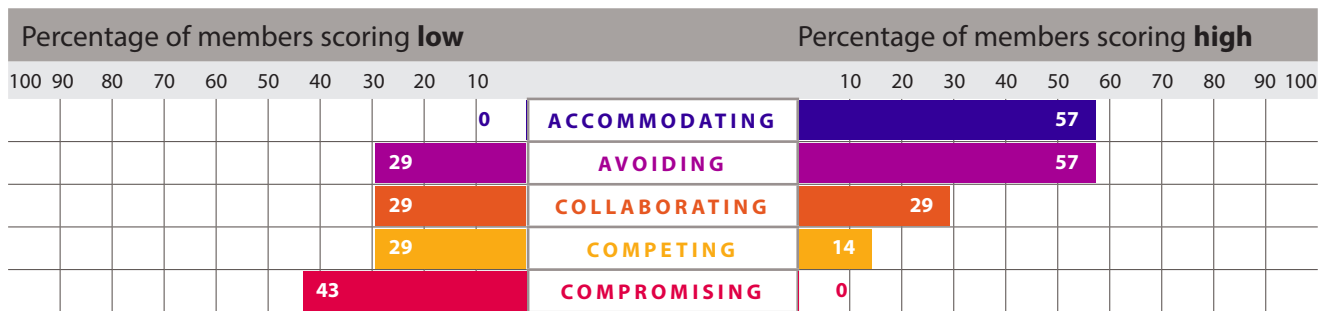 Percentage of members scoring low Percentage of members scoring high
100 90 80 70 60 50 40 30 20 10 10 20 30 40 50 60 70 80 90 100
0 ACCOMMODATING 57
29 AVOIDING 57
29 COLLABORATING 29
29 COMPETING 14
43 COMPROMISING 0